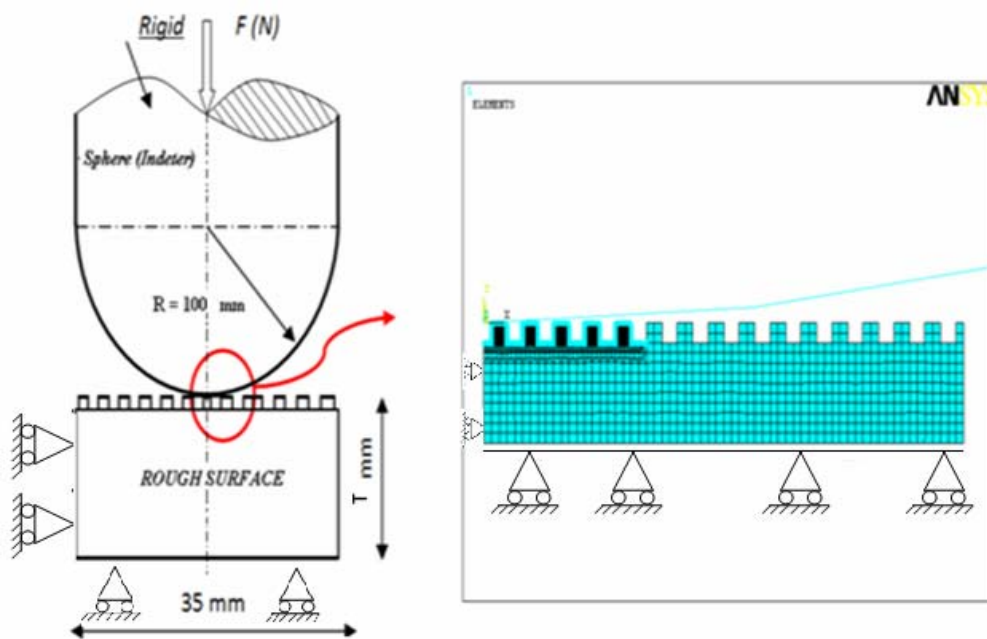 Rigid
F (N)
Sphere (Indeter)
R = 100 mm
ROUGH SURFACE
T mm
35 mm
ELEMENTS
ANSYS
X